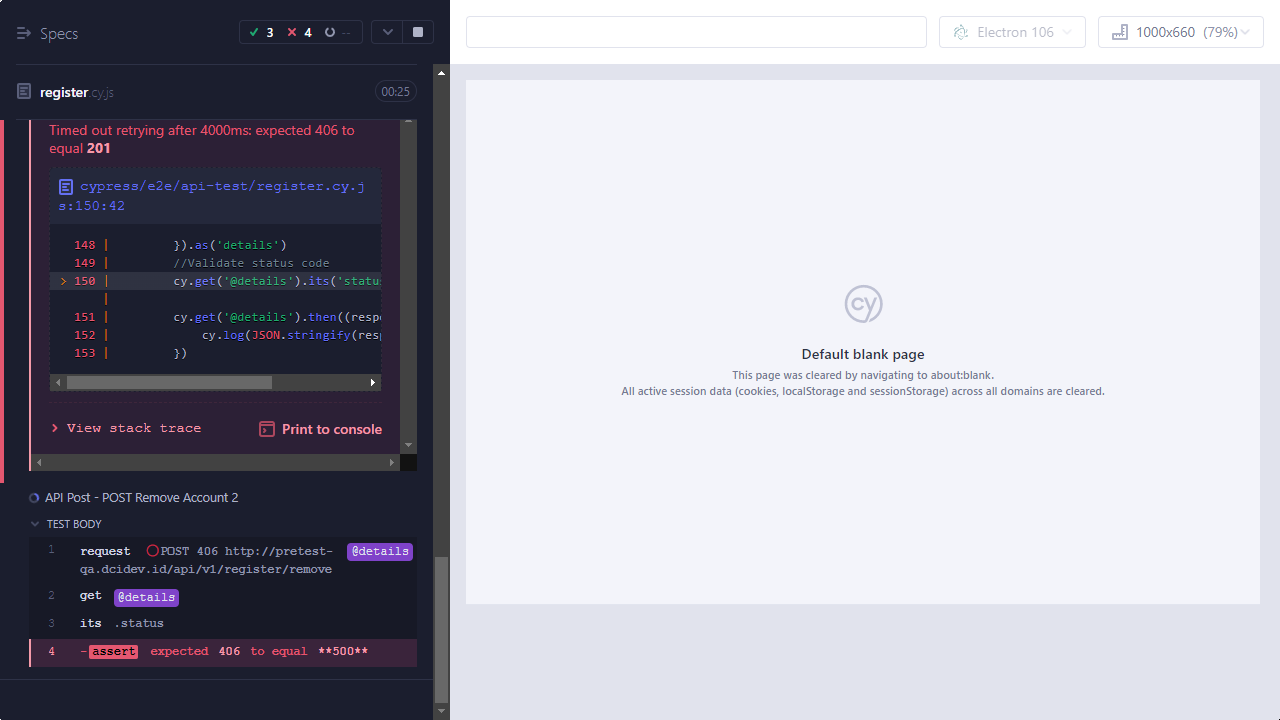 Specs
3
4
--
Electron 106
1000x660 (79%)
register.cy.js
00:25
Timed out retrying after 4000ms: expected 406 to
equal 201
cypress/e2e/api-test/register.cy.j
s:150:42
148 | }).as('details')
149 | //Validate status code
> 150 | cy.get('@details').its('statu
|
151 | cy.get('@details').then((respo
152 | cy.log(JSON.stringify(resp
153 | })
> View stack trace
Print to console
API Post - POST Remove Account 2
TEST BODY
1 request POST 406 http://pretest-
qa.dcidev.id/api/v1/register/remove
@details
2 get @details
3 its .status
4 -assert expected 406 to equal **500**
cy
Default blank page
This page was cleared by navigating to about:blank.
All active session data (cookies, localStorage and sessionStorage) across all domains are cleared.